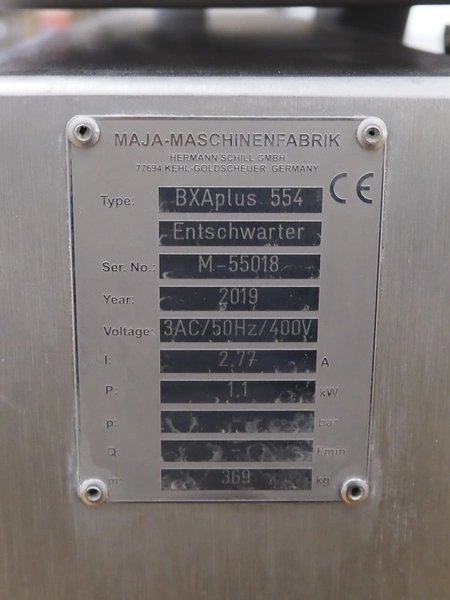 MAJA-MASCHINENFABRIK
HERMANN SCHILL GMBH
77694 KEHL-GOLDSCHEUER GERMANY
CE
Type: BXAplus 554
Entschwarter
Ser. No.: M-55018
Year: 2019
Voltage: 3AC/50Hz/400V
I: 2.77 A
P: 1.1 kW
p: - bar
Q: - l/min
m: 369 kg